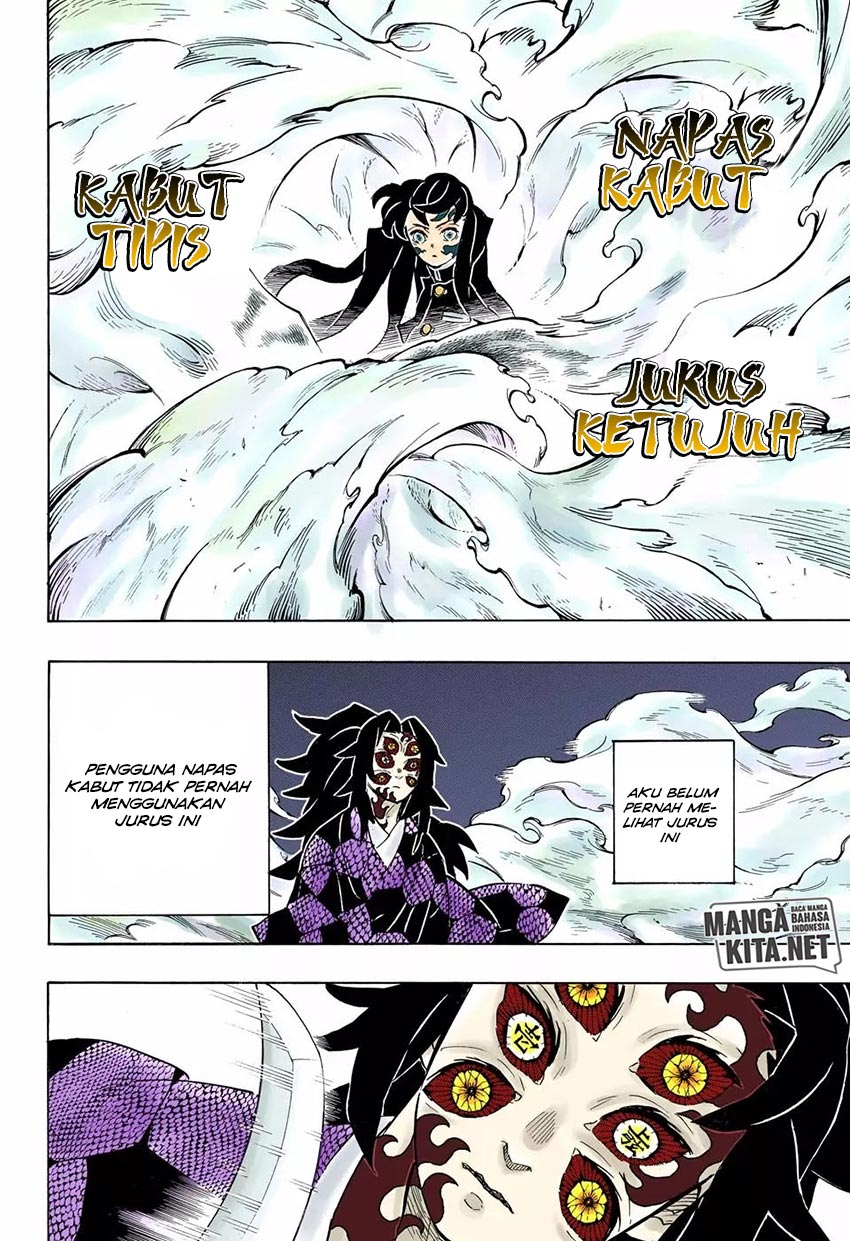 NAPAS
KABUT
JURUS
KETUJUH
KABUT
TIPIS
AKU BELUM
PERNAH ME-
LIHAT JURUS
INI
PENGGUNA NAPAS
KABUT TIDAK PERNAH
MENGGUNAKAN
JURUS INI
MANGA
KITA.NET
BACA MANGA
BAHASA
INDONESIA